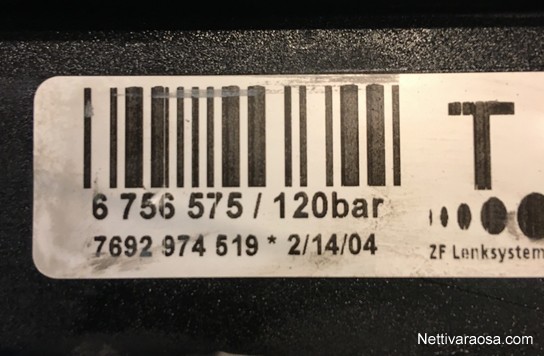 6 756 575 / 120bar
7692 974 519 * 2/14/04
T
ZF Lenksystem
Nettivaraosa.com